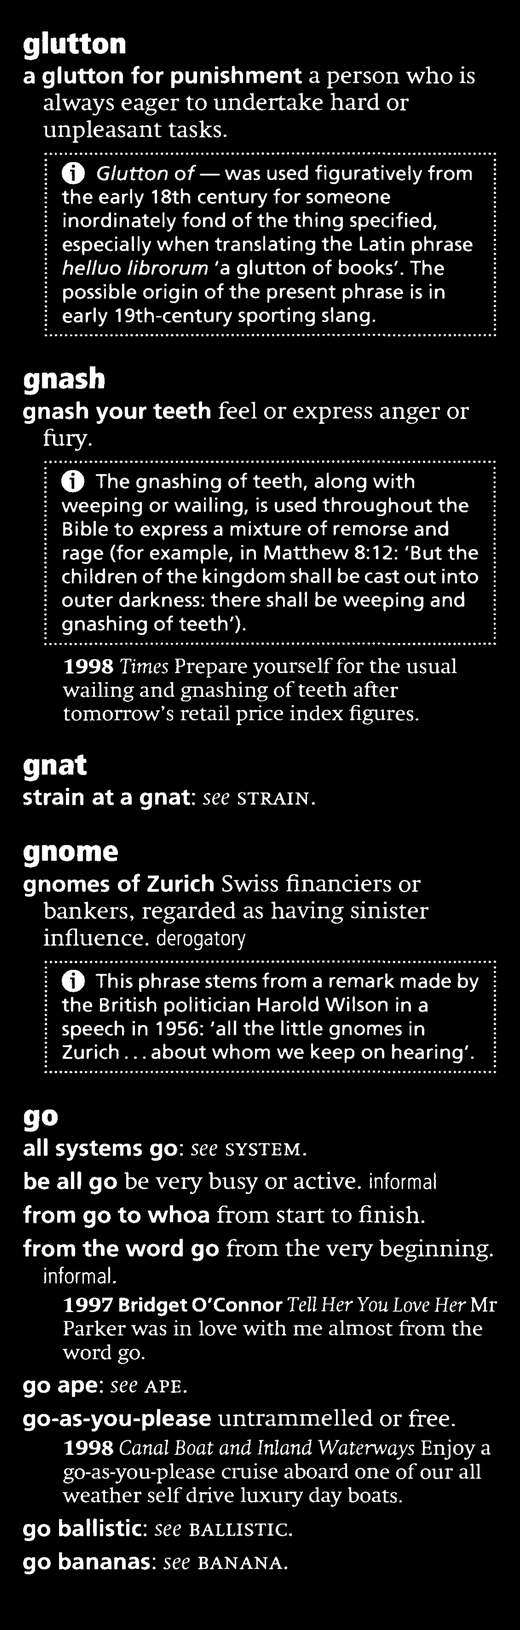 glutton
a glutton for punishment a person who is
always eager to undertake hard or
unpleasant tasks.
i Glutton of — was used figuratively from
the early 18th century for someone
inordinately fond of the thing specified,
especially when translating the Latin phrase
helluo librorum ‘a glutton of books’. The
possible origin of the present phrase is in
early 19th-century sporting slang.
gnash
gnash your teeth feel or express anger or
fury.
i The gnashing of teeth, along with
weeping or wailing, is used throughout the
Bible to express a mixture of remorse and
rage (for example, in Matthew 8:12: ‘But the
children of the kingdom shall be cast out into
outer darkness: there shall be weeping and
gnashing of teeth’).
1998 Times Prepare yourself for the usual
wailing and gnashing of teeth after
tomorrow’s retail price index figures.
gnat
strain at a gnat: see STRAIN.
gnome
gnomes of Zurich Swiss financiers or
bankers, regarded as having sinister
influence. derogatory
i This phrase stems from a remark made by
the British politician Harold Wilson in a
speech in 1956: ‘all the little gnomes in
Zurich . . . about whom we keep on hearing’.
go
all systems go: see SYSTEM.
be all go be very busy or active. informal
from go to whoa from start to finish.
from the word go from the very beginning.
informal.
1997 Bridget O’Connor Tell Her You Love Her Mr
Parker was in love with me almost from the
word go.
go ape: see APE.
go-as-you-please untrammelled or free.
1998 Canal Boat and Inland Waterways Enjoy a
go-as-you-please cruise aboard one of our all
weather self drive luxury day boats.
go ballistic: see BALLISTIC.
go bananas: see BANANA.